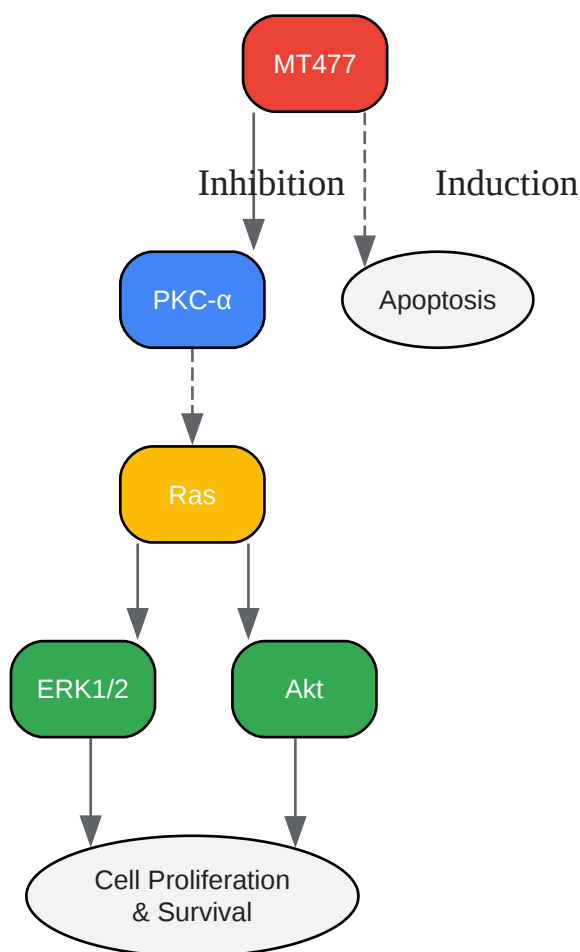 MT477
Inhibition
Induction
PKC-α
Apoptosis
Ras
ERK1/2
Akt
Cell Proliferation
& Survival